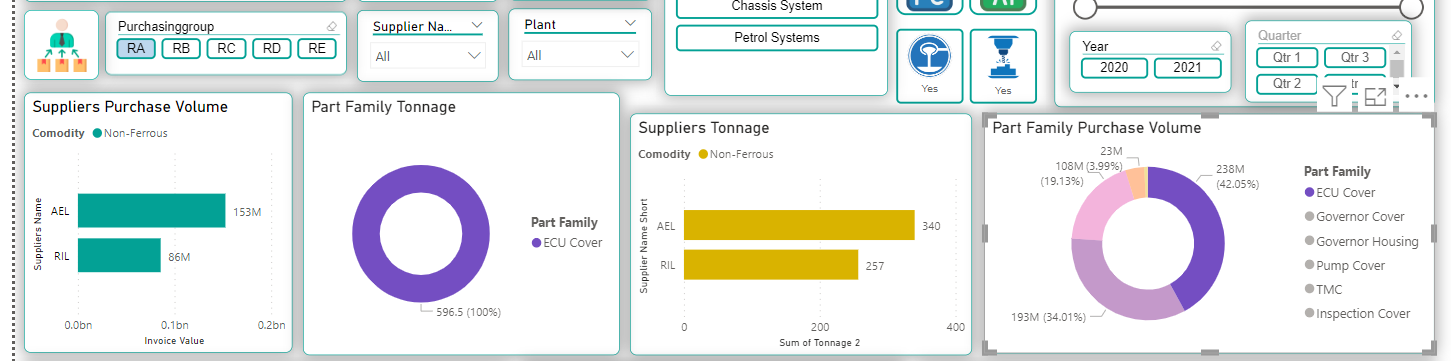 Purchasinggroup
RA
RB
RC
RD
RE
Supplier Na...
All
Plant
All
Chassis System
Petrol Systems
Yes
Yes
Year
2020
2021
Quarter
Qtr 1
Qtr 3
Qtr 2
Suppliers Purchase Volume
Comodity
Non-Ferrous
Suppliers Name
AEL
153M
RIL
86M
0.0bn
0.1bn
0.2bn
Invoice Value
Part Family Tonnage
596.5 (100%)
Part Family
ECU Cover
Suppliers Tonnage
Comodity
Non-Ferrous
Supplier Name Short
AEL
340
RIL
257
0
200
400
Sum of Tonnage 2
Part Family Purchase Volume
23M
(3.99%)
108M
(19.13%)
238M
(42.05%)
193M (34.01%)
Part Family
ECU Cover
Governor Cover
Governor Housing
Pump Cover
TMC
Inspection Cover